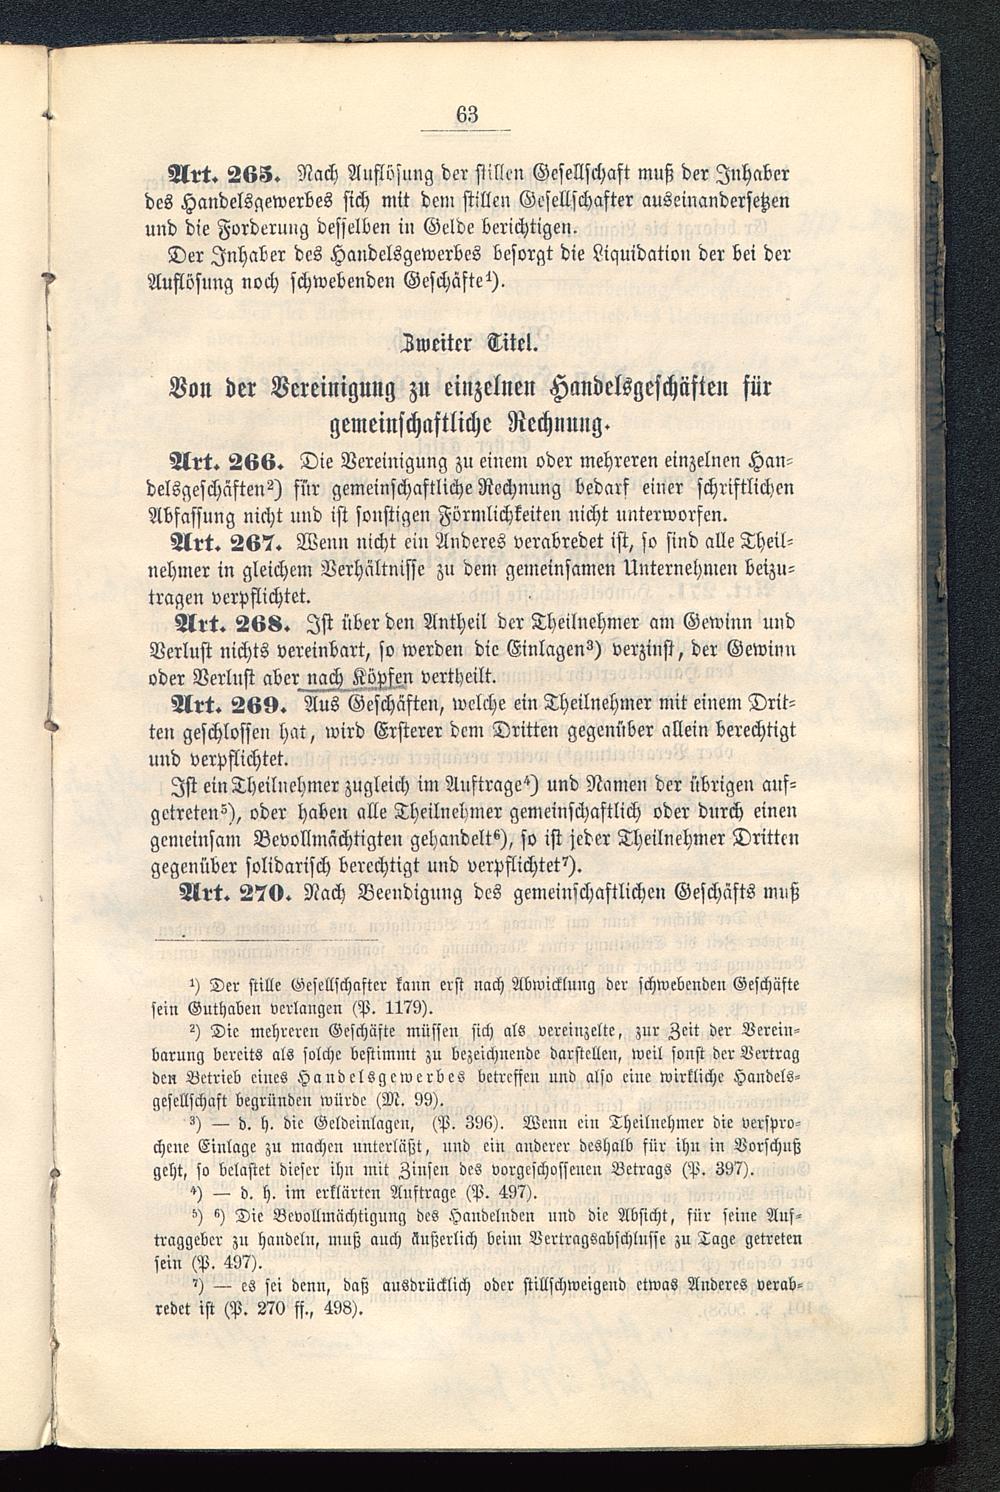 63
Art. 265. Nach Auflösung der stillen Gesellschaft muß der Inhaber
des Handelsgewerbes sich mit dem stillen Gesellschafter auseinandersetzen
und die Forderung desselben in Gelde berichtigen.
Der Inhaber des Handelsgewerbes besorgt die Liquidation der bei der
Auflösung noch schwebenden Geschäfte¹).
Zweiter Titel.
Von der Vereinigung zu einzelnen Handelsgeschäften für
gemeinschaftliche Rechnung.
Art. 266. Die Vereinigung zu einem oder mehreren einzelnen Han-
delsgeschäften²) für gemeinschaftliche Rechnung bedarf einer schriftlichen
Abfassung nicht und ist sonstigen Förmlichkeiten nicht unterworfen.
Art. 267. Wenn nicht ein Anderes verabredet ist, so sind alle Theil-
nehmer in gleichem Verhältnisse zu dem gemeinsamen Unternehmen beizu-
tragen verpflichtet.
Art. 268. Ist über den Antheil der Theilnehmer am Gewinn und
Verlust nichts vereinbart, so werden die Einlagen³) verzinst, der Gewinn
oder Verlust aber nach Köpfen vertheilt.
Art. 269. Aus Geschäften, welche ein Theilnehmer mit einem Drit-
ten geschlossen hat, wird Ersterer dem Dritten gegenüber allein berechtigt
und verpflichtet.
Ist ein Theilnehmer zugleich im Auftrage⁴) und Namen der übrigen auf-
getreten⁵), oder haben alle Theilnehmer gemeinschaftlich oder durch einen
gemeinsam Bevollmächtigten gehandelt⁶), so ist jeder Theilnehmer Dritten
gegenüber solidarisch berechtigt und verpflichtet⁷).
Art. 270. Nach Beendigung des gemeinschaftlichen Geschäfts muß
¹) Der stille Gesellschafter kann erst nach Abwicklung der schwebenden Geschäfte
sein Guthaben verlangen (P. 1179).
²) Die mehreren Geschäfte müssen sich als vereinzelte, zur Zeit der Verein-
barung bereits als solche bestimmt zu bezeichnende darstellen, weil sonst der Vertrag
den Betrieb eines Handelsgewerbes betreffen und also eine wirkliche Handels-
gesellschaft begründen würde (M. 99).
³) — d. h. die Geldeinlagen, (P. 396). Wenn ein Theilnehmer die verspro-
chene Einlage zu machen unterläßt, und ein anderer deshalb für ihn in Vorschuß
geht, so belastet dieser ihn mit Zinsen des vorgeschossenen Betrags (P. 397).
⁴) — d. h. im erklärten Auftrage (P. 497).
⁵) ⁶) Die Bevollmächtigung des Handelnden und die Absicht, für seine Auf-
traggeber zu handeln, muß auch äußerlich beim Vertragsabschlusse zu Tage getreten
sein (P. 497).
⁷) — es sei denn, daß ausdrücklich oder stillschweigend etwas Anderes verab-
redet ist (P. 270 ff., 498).